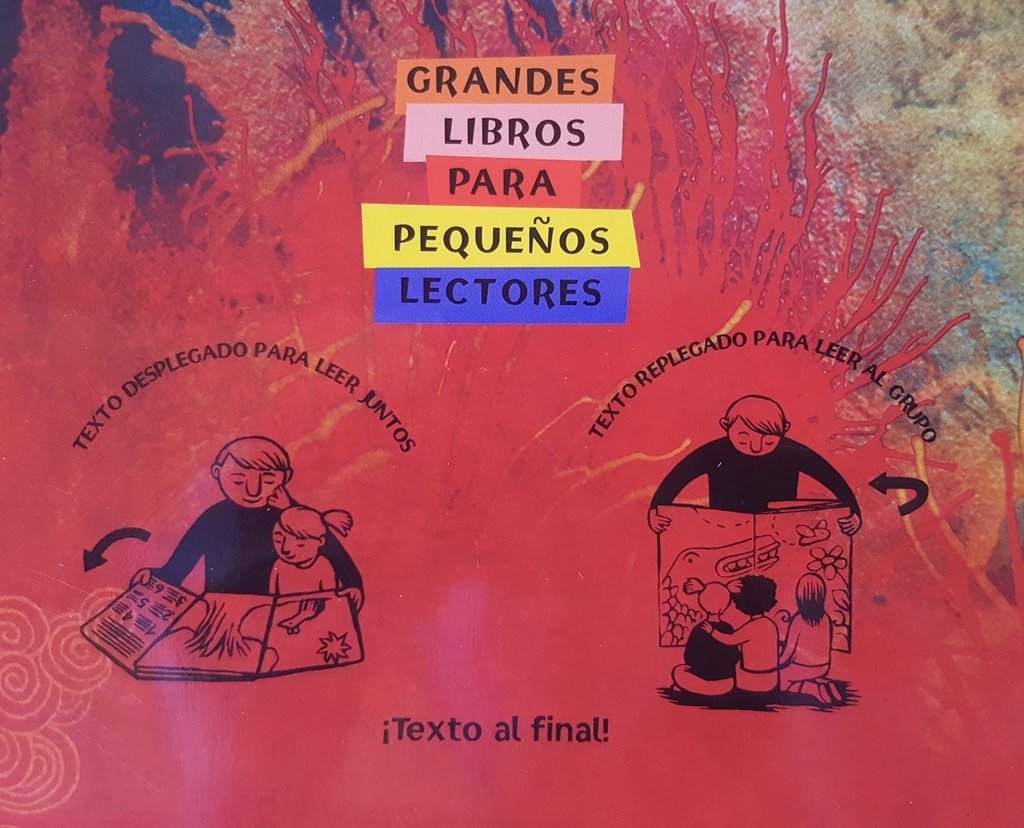 GRANDES
LIBROS
PARA
PEQUEÑOS
LECTORES
TEXTO DESPLEGADO PARA LEER JUNTOS
TEXTO REPLEGADO PARA LEER AL GRUPO
¡Texto al final!